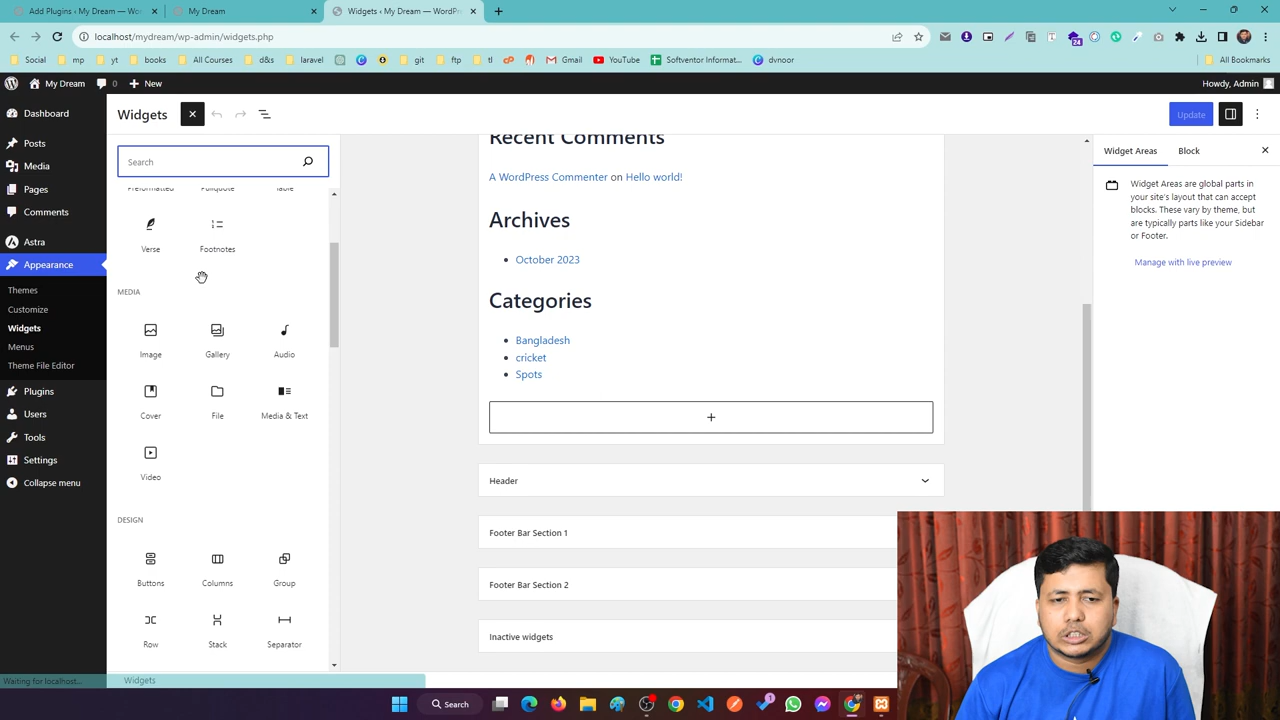 Add Plugins ‹ My Dream — Wo
My Dream
Widgets ‹ My Dream — WordPr
localhost/mydream/wp-admin/widgets.php
24
Social
mp
yt
books
All Courses
d&s
laravel
git
ftp
tl
Gmail
YouTube
Softventor Informat...
dvnoor
All Bookmarks
My Dream
0
New
Howdy, Admin
Dashboard
Posts
Media
Pages
Comments
Astra
Appearance
Themes
Customize
Widgets
Menus
Theme File Editor
Plugins
Users
Tools
Settings
Collapse menu
Widgets
Update
Search
Preformatted
Pullquote
Table
Verse
Footnotes
MEDIA
Image
Gallery
Audio
Cover
File
Media & Text
Video
DESIGN
Buttons
Columns
Group
Row
Stack
Separator
Recent Comments
A WordPress Commenter on Hello world!
Archives
October 2023
Categories
Bangladesh
cricket
Spots
Header
Footer Bar Section 1
Footer Bar Section 2
Inactive widgets
Widget Areas
Block
Widget Areas are global parts in
your site's layout that can accept
blocks. These vary by theme, but
are typically parts like your Sidebar
or Footer.
Manage with live preview
Waiting for localhost...
Widgets
Search
1